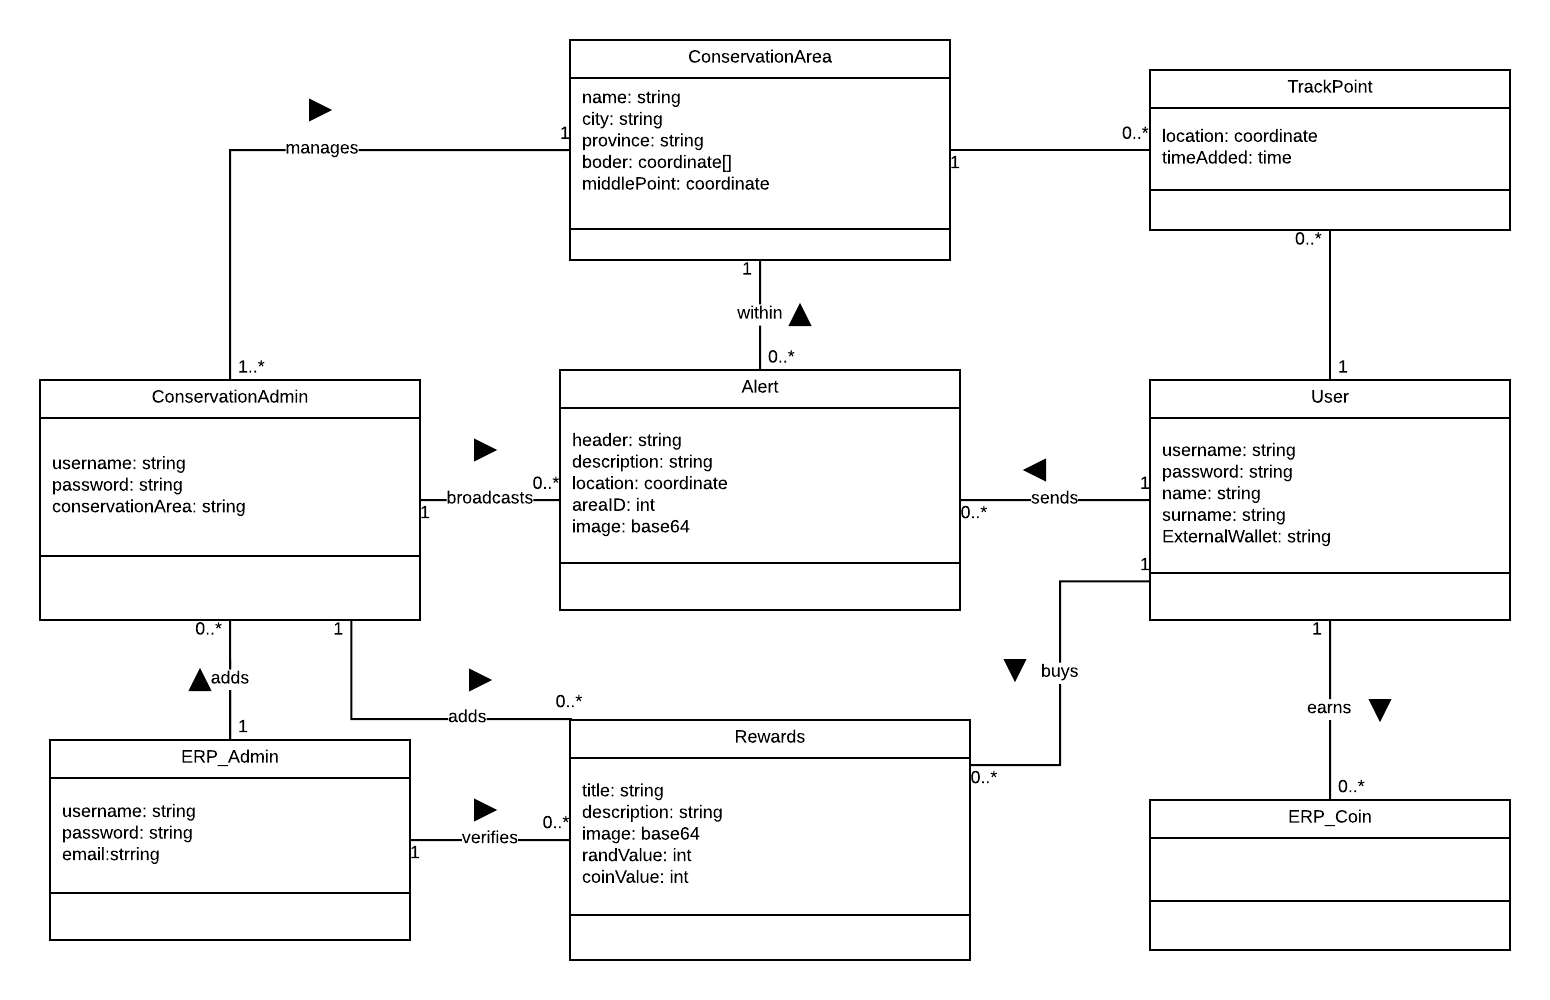 ConservationArea
name: string
city: string
province: string
boder: coordinate[]
middlePoint: coordinate
TrackPoint
location: coordinate
timeAdded: time
manages
1
1..*
1
0..*
1
within
0..*
0..*
1
ConservationAdmin
username: string
password: string
conservationArea: string
broadcasts
1
0..*
Alert
header: string
description: string
location: coordinate
areaID: int
image: base64
sends
0..*
1
User
username: string
password: string
name: string
surname: string
ExternalWallet: string
0..*
adds
1
1
adds
0..*
1
buys
0..*
1
earns
0..*
ERP_Admin
username: string
password: string
email:strring
verifies
1
0..*
Rewards
title: string
description: string
image: base64
randValue: int
coinValue: int
ERP_Coin